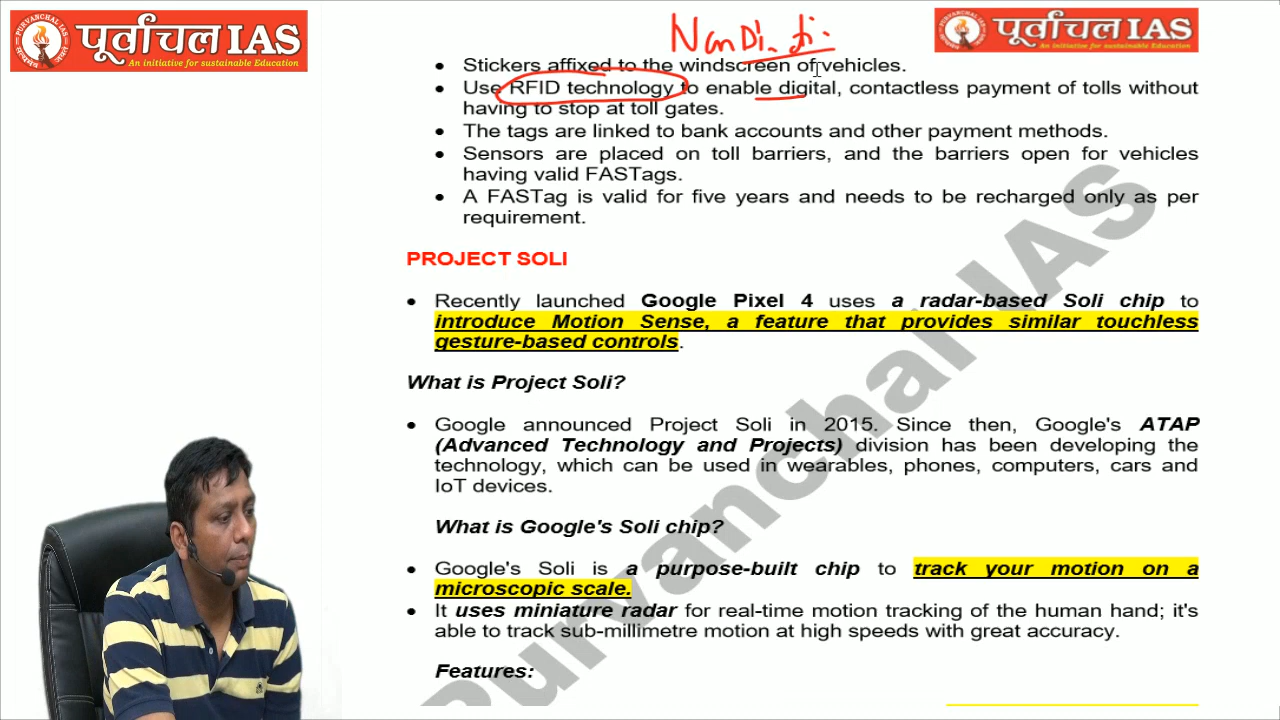 पूर्वांचल IAS
An initiative for sustainable Education
पूर्वांचल IAS
An initiative for sustainable Education
• Stickers affixed to the windscreen of vehicles.
• Use RFID technology to enable digital, contactless payment of tolls without
having to stop at toll gates.
• The tags are linked to bank accounts and other payment methods.
• Sensors are placed on toll barriers, and the barriers open for vehicles
having valid FASTags.
• A FASTag is valid for five years and needs to be recharged only as per
requirement.
PROJECT SOLI
• Recently launched Google Pixel 4 uses a radar-based Soli chip to
introduce Motion Sense, a feature that provides similar touchless
gesture-based controls.
What is Project Soli?
• Google announced Project Soli in 2015. Since then, Google's ATAP
(Advanced Technology and Projects) division has been developing the
technology, which can be used in wearables, phones, computers, cars and
IoT devices.
What is Google's Soli chip?
• Google's Soli is a purpose-built chip to track your motion on a
microscopic scale.
• It uses miniature radar for real-time motion tracking of the human hand; it's
able to track sub-millimetre motion at high speeds with great accuracy.
Features:
Purvanchal IAS